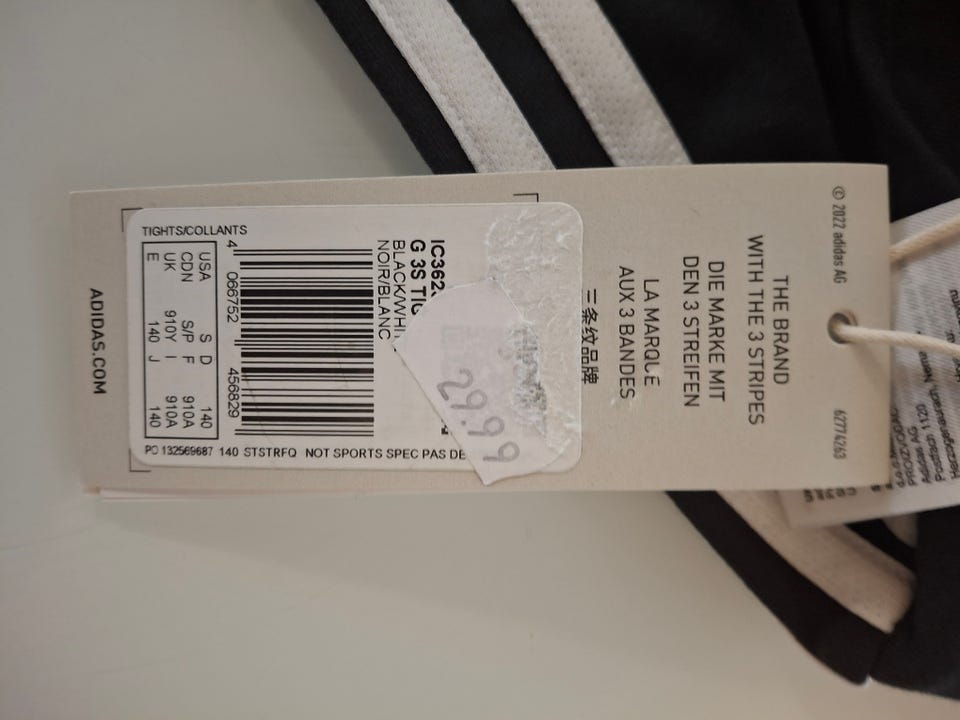 © 2022 adidas AG
627774263
THE BRAND
WITH THE 3 STRIPES
DIE MARKE MIT
DEN 3 STREIFEN
LA MARQUE
AUX 3 BANDES
三条纹品牌
29.99
IC362
G 3S TIG
BLACK/WHI
NOIR/BLANC
4 066752 456829
TIGHTS/COLLANTS
USA S D 140
CDN S/P F 910A
UK 910Y I 910A
E 140 J 140
PO 132569687 140 STSTRFQ NOT SPORTS SPEC PAS DE
ADIDAS.COM